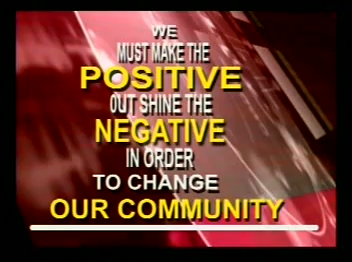 WE
MUST MAKE THE
POSITIVE
OUT SHINE THE
NEGATIVE
IN ORDER
TO CHANGE
OUR COMMUNITY